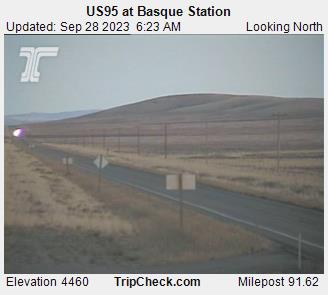 US95 at Basque Station
Updated: Sep 28 2023 6:23 AM Looking North
Elevation 4460 TripCheck.com Milepost 91.62